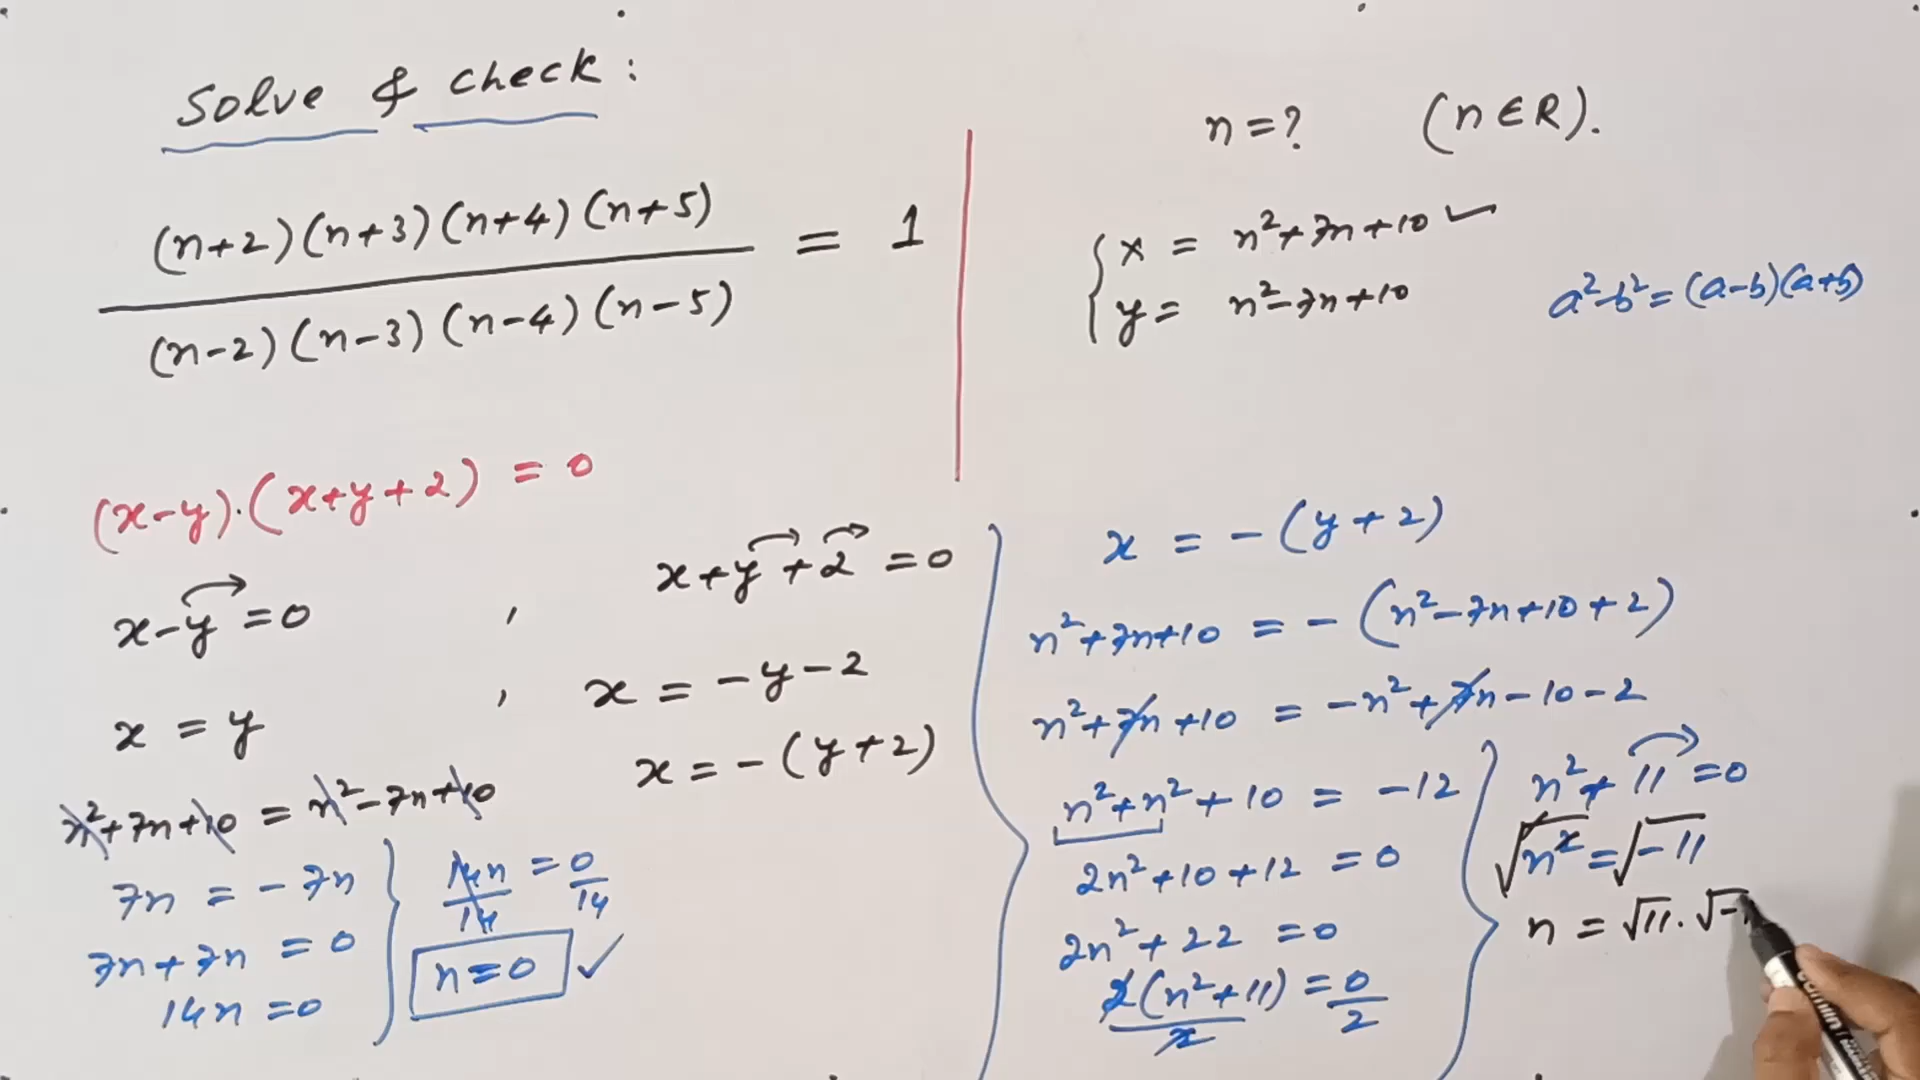 Solve & check :
(n+2)(n+3)(n+4)(n+5)
(n-2)(n-3)(n-4)(n-5)
= 1
n = ? (n ∈ R).
x = n²+7n+10 ✓
y = n²-7n+10
a²-b² = (a-b)(a+b)
(x-y)·(x+y+2) = 0
x-y = 0 , x+y+2 = 0
x = y , x = -y-2
x = -(y+2)
n²+7n+10 = n²-7n+10
7n = -7n
7n+7n = 0
14n = 0
14n/14 = 0/14
n = 0 ✓
x = -(y+2)
n²+7n+10 = -(n²-7n+10+2)
n²+7n+10 = -n²+7n-10-2
n²+n²+10 = -12
2n²+10+12 = 0
2n²+22 = 0
2(n²+11)/2 = 0/2
n²+11 = 0
√n² = √-11
n = √11·√-